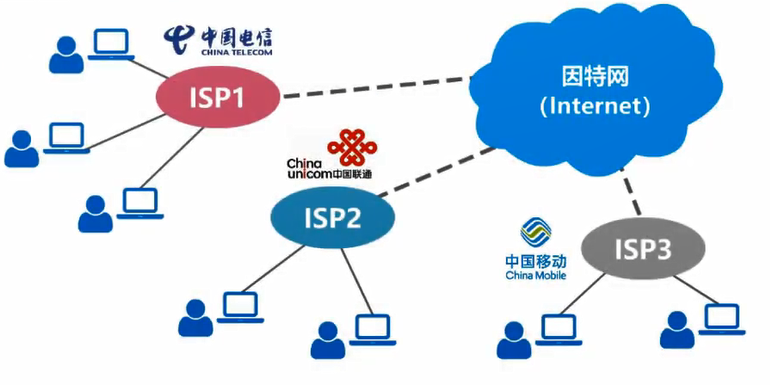 中国电信
CHINA TELECOM
ISP1
因特网
(Internet)
China
unicom中国联通
ISP2
中国移动
China Mobile
ISP3